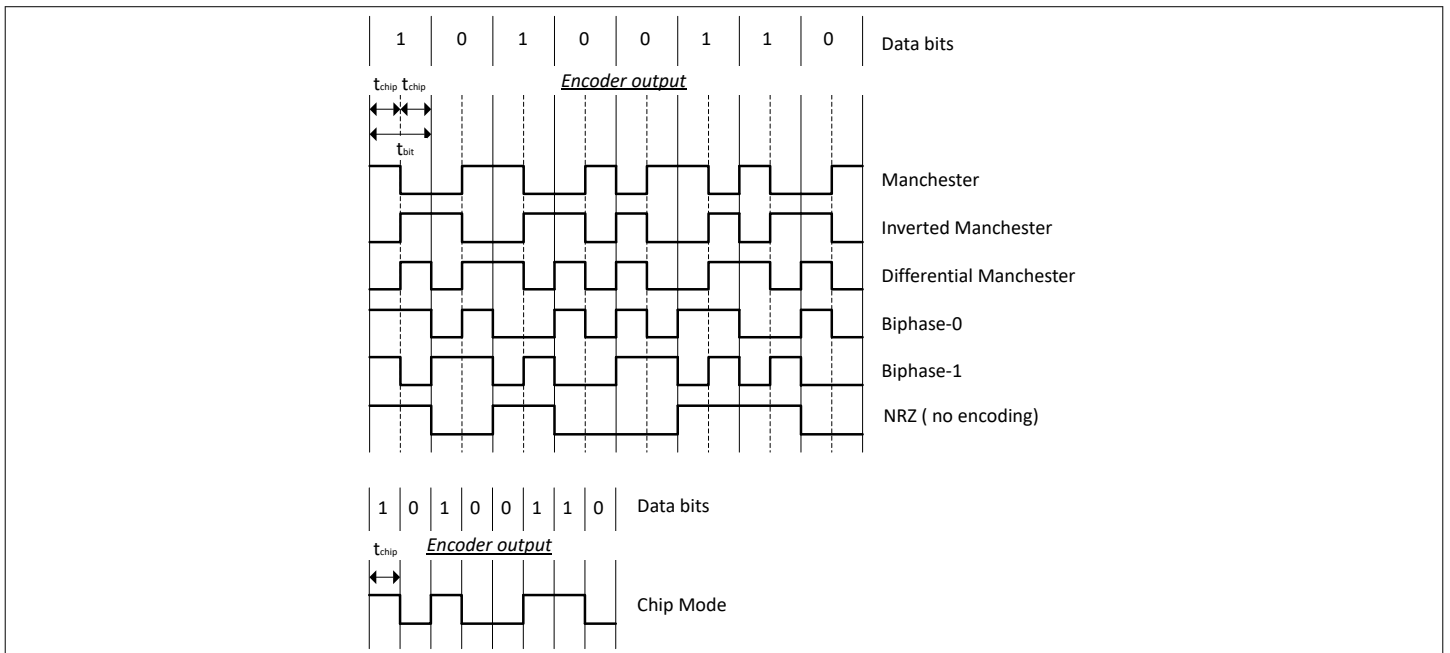 1 0 1 0 0 1 1 0 Data bits
tchip tchip Encoder output
tbit
Manchester
Inverted Manchester
Differential Manchester
Biphase-0
Biphase-1
NRZ ( no encoding)
1 0 1 0 0 1 1 0 Data bits
tchip Encoder output
Chip Mode